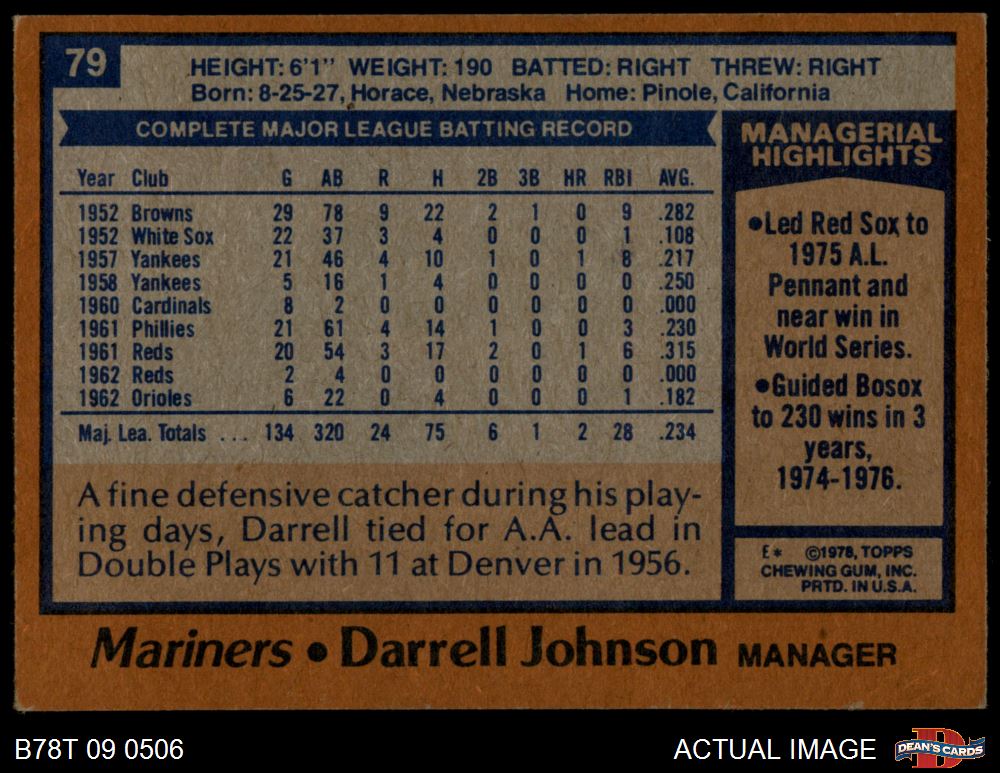 79
HEIGHT: 6'1" WEIGHT: 190 BATTED: RIGHT THREW: RIGHT
Born: 8-25-27, Horace, Nebraska Home: Pinole, California
COMPLETE MAJOR LEAGUE BATTING RECORD
Year Club G AB R H 2B 3B HR RBI AVG.
1952 Browns 29 78 9 22 2 1 0 9 .282
1952 White Sox 22 37 3 4 0 0 0 1 .108
1957 Yankees 21 46 4 10 1 0 1 8 .217
1958 Yankees 5 16 1 4 0 0 0 0 .250
1960 Cardinals 8 2 0 0 0 0 0 0 .000
1961 Phillies 21 61 4 14 1 0 0 3 .230
1961 Reds 20 54 3 17 2 0 1 6 .315
1962 Reds 2 4 0 0 0 0 0 0 .000
1962 Orioles 6 22 0 4 0 0 0 1 .182
Maj. Lea. Totals ... 134 320 24 75 6 1 2 28 .234
A fine defensive catcher during his play-
ing days, Darrell tied for A.A. lead in
Double Plays with 11 at Denver in 1956.
MANAGERIAL
HIGHLIGHTS
●Led Red Sox to
1975 A.L.
Pennant and
near win in
World Series.
●Guided Bosox
to 230 wins in 3
years,
1974-1976.
E* ©1978, TOPPS
CHEWING GUM, INC.
PRTD. IN U.S.A.
Mariners ● Darrell Johnson MANAGER
B78T 09 0506
ACTUAL IMAGE
DEAN'S CARDS